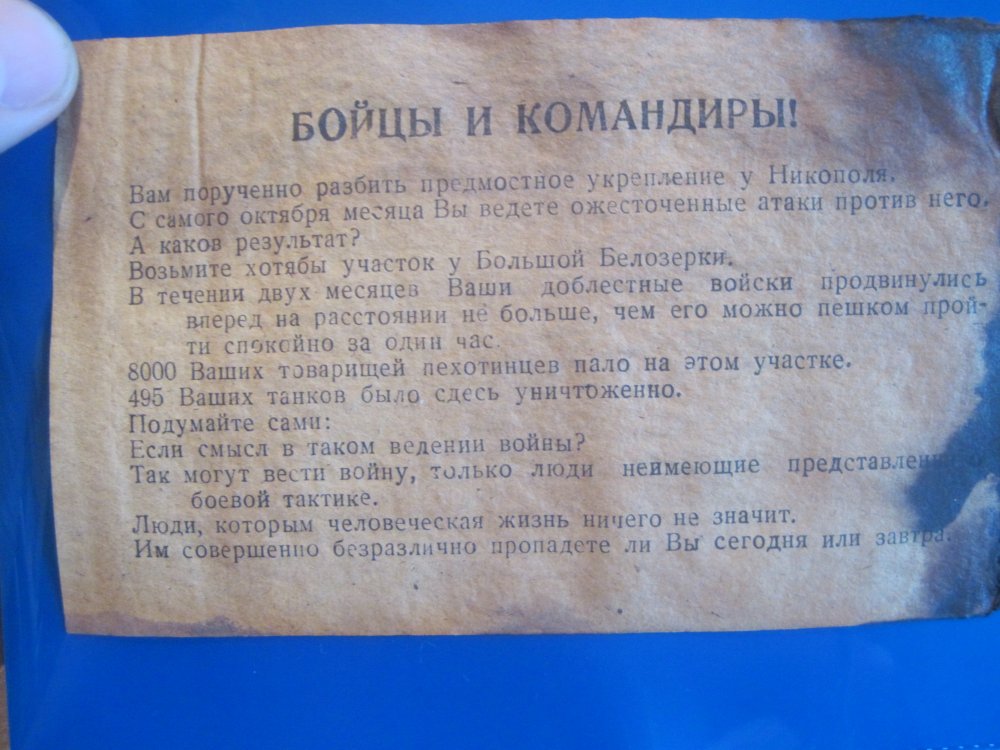 БОЙЦЫ И КОМАНДИРЫ!
Вам порученно разбить предмостное укрепление у Никополя.
С самого октября месяца Вы ведете ожесточенные атаки против него.
А каков результат?
Возьмите хотябы участок у Большой Белозерки.
В течении двух месяцев Ваши доблестные войски продвинулись
вперед на расстоянии не больше, чем его можно пешком прой-
ти спокойно за один час.
8000 Ваших товарищей пехотинцев пало на этом участке.
495 Ваших танков было сдесь уничтоженно.
Подумайте сами:
Если смысл в таком ведении войны?
Так могут вести войну, только люди неимеющие
боевой тактике.
Люди, которым человеческая жизнь ничего не значит.
Им совершенно безразлично пропадете ли Вы сегодня или завтра.